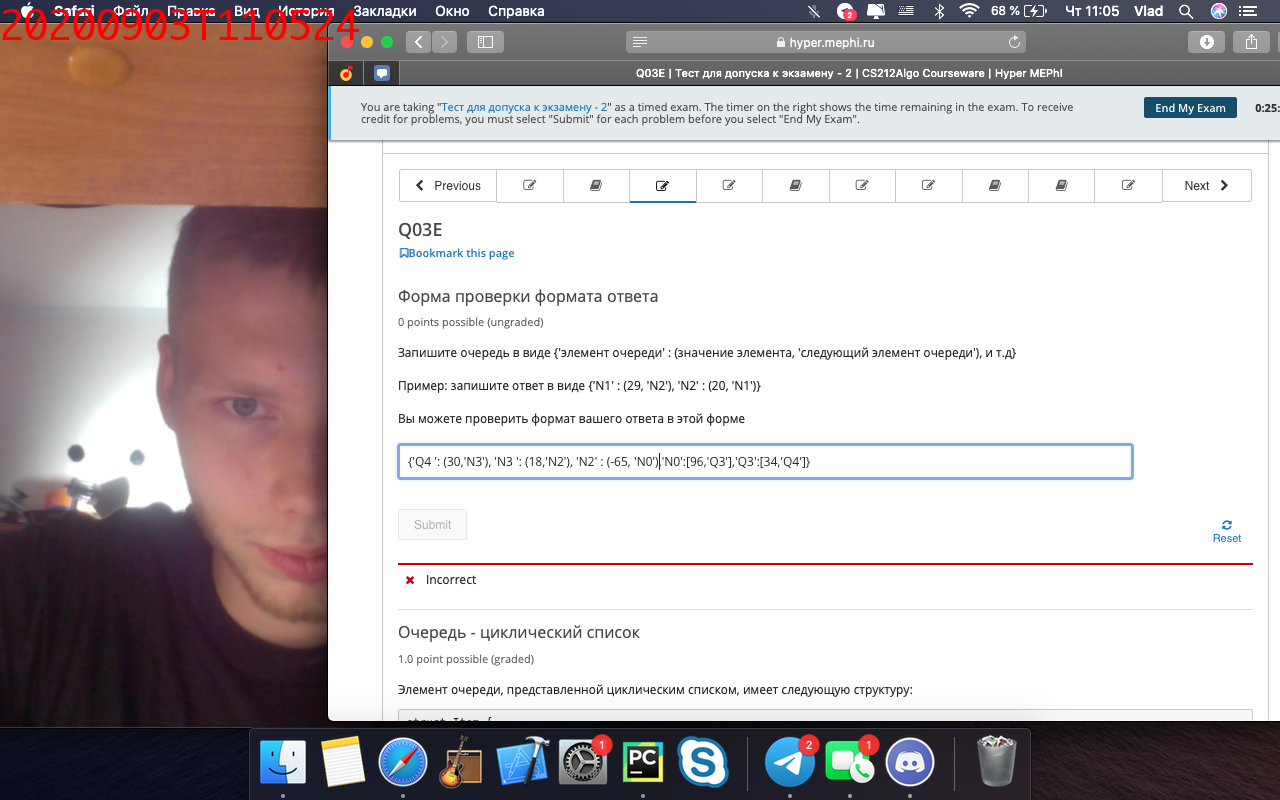 20200903T110524
Safari Файл Правка Вид История Закладки Окно Справка
2 68 % Чт 11:05 Vlad
hyper.mephi.ru
Q03E | Тест для допуска к экзамену - 2 | CS212Algo Courseware | Hyper MEPhI
You are taking "Тест для допуска к экзамену - 2" as a timed exam. The timer on the right shows the time remaining in the exam. To receive
credit for problems, you must select "Submit" for each problem before you select "End My Exam".
End My Exam
0:25:
Previous
Next
Q03E
Bookmark this page
Форма проверки формата ответа
0 points possible (ungraded)
Запишите очередь в виде {'элемент очереди' : (значение элемента, 'следующий элемент очереди'), и т.д}
Пример: запишите ответ в виде {'N1' : (29, 'N2'), 'N2' : (20, 'N1')}
Вы можете проверить формат вашего ответа в этой форме
{'Q4 ': (30,'N3'), 'N3 ': (18,'N2'), 'N2' : (-65, 'N0'),'N0':[96,'Q3'],'Q3':[34,'Q4']}
Submit
Reset
Incorrect
Очередь - циклический список
1.0 point possible (graded)
Элемент очереди, представленной циклическим списком, имеет следующую структуру:
1 PC 2 1